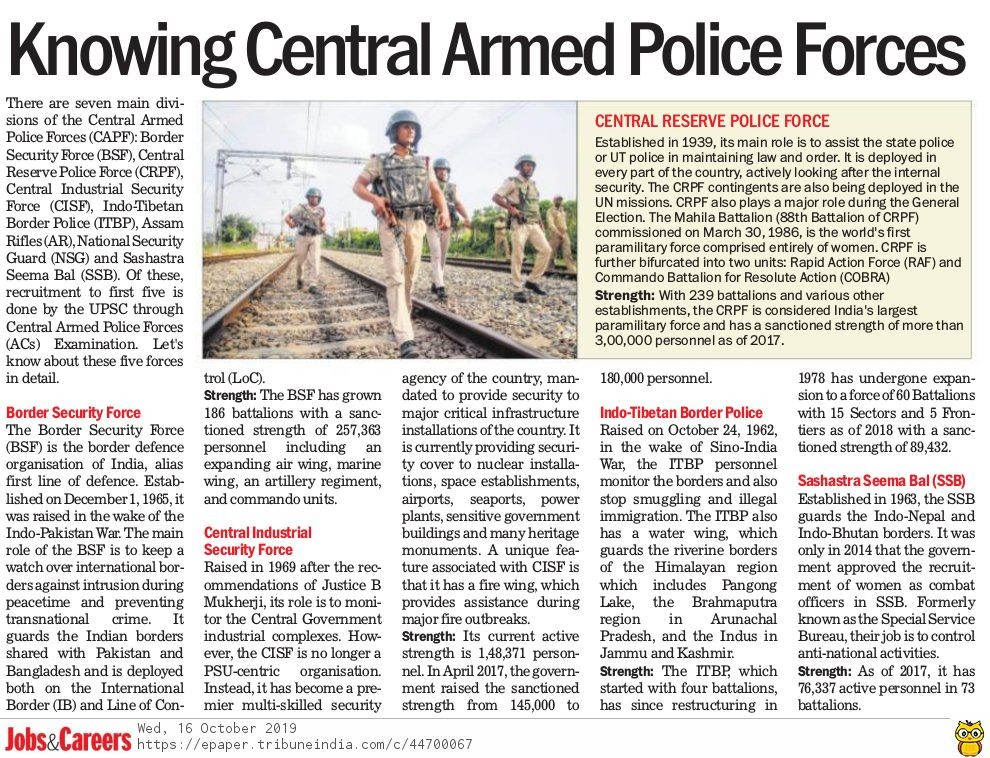 Knowing Central Armed Police Forces
There are seven main divi-
sions of the Central Armed
Police Forces (CAPF): Border
Security Force (BSF), Central
Reserve Police Force (CRPF),
Central Industrial Security
Force (CISF), Indo-Tibetan
Border Police (ITBP), Assam
Rifles (AR), National Security
Guard (NSG) and Sashastra
Seema Bal (SSB). Of these,
recruitment to first five is
done by the UPSC through
Central Armed Police Forces
(ACs) Examination. Let's
know about these five forces
in detail.
Border Security Force
The Border Security Force
(BSF) is the border defence
organisation of India, alias
first line of defence. Estab-
lished on December 1, 1965, it
was raised in the wake of the
Indo-Pakistan War. The main
role of the BSF is to keep a
watch over international bor-
ders against intrusion during
peacetime and preventing
transnational crime. It
guards the Indian borders
shared with Pakistan and
Bangladesh and is deployed
both on the International
Border (IB) and Line of Con-
trol (LoC).
Strength: The BSF has grown
186 battalions with a sanc-
tioned strength of 257,363
personnel including an
expanding air wing, marine
wing, an artillery regiment,
and commando units.
Central Industrial
Security Force
Raised in 1969 after the rec-
ommendations of Justice B
Mukherji, its role is to moni-
tor the Central Government
industrial complexes. How-
ever, the CISF is no longer a
PSU-centric organisation.
Instead, it has become a pre-
mier multi-skilled security
agency of the country, man-
dated to provide security to
major critical infrastructure
installations of the country. It
is currently providing securi-
ty cover to nuclear installa-
tions, space establishments,
airports, seaports, power
plants, sensitive government
buildings and many heritage
monuments. A unique fea-
ture associated with CISF is
that it has a fire wing, which
provides assistance during
major fire outbreaks.
Strength: Its current active
strength is 1,48,371 person-
nel. In April 2017, the govern-
ment raised the sanctioned
strength from 145,000 to
180,000 personnel.
Indo-Tibetan Border Police
Raised on October 24, 1962,
in the wake of Sino-India
War, the ITBP personnel
monitor the borders and also
stop smuggling and illegal
immigration. The ITBP also
has a water wing, which
guards the riverine borders
of the Himalayan region
which includes Pangong
Lake, the Brahmaputra
region in Arunachal
Pradesh, and the Indus in
Jammu and Kashmir.
Strength: The ITBP, which
started with four battalions,
has since restructuring in
1978 has undergone expan-
sion to a force of 60 Battalions
with 15 Sectors and 5 Fron-
tiers as of 2018 with a sanc-
tioned strength of 89,432.
Sashastra Seema Bal (SSB)
Established in 1963, the SSB
guards the Indo-Nepal and
Indo-Bhutan borders. It was
only in 2014 that the govern-
ment approved the recruit-
ment of women as combat
officers in SSB. Formerly
known as the Special Service
Bureau, their job is to control
anti-national activities.
Strength: As of 2017, it has
76,337 active personnel in 73
battalions.
CENTRAL RESERVE POLICE FORCE
Established in 1939, its main role is to assist the state police
or UT police in maintaining law and order. It is deployed in
every part of the country, actively looking after the internal
security. The CRPF contingents are also being deployed in the
UN missions. CRPF also plays a major role during the General
Election. The Mahila Battalion (88th Battalion of CRPF)
commissioned on March 30, 1986, is the world's first
paramilitary force comprised entirely of women. CRPF is
further bifurcated into two units: Rapid Action Force (RAF) and
Commando Battalion for Resolute Action (COBRA)
Strength: With 239 battalions and various other
establishments, the CRPF is considered India's largest
paramilitary force and has a sanctioned strength of more than
3,00,000 personnel as of 2017.
Jobs&Careers
Wed, 16 October 2019
https://epaper.tribuneindia.com/c/44700067